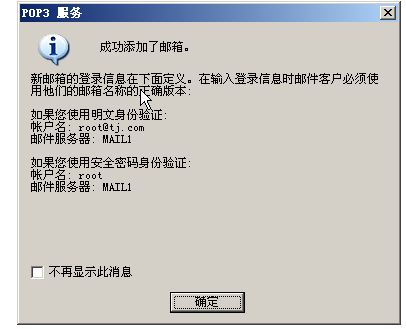 POP3 服务
成功添加了邮箱。
新邮箱的登录信息在下面定义。在输入登录信息时邮件客户必须使
用他们的邮箱名称的正确版本:
如果您使用明文身份验证:
帐户名: root@tj.com
邮件服务器: MAIL1
如果您使用安全密码身份验证:
帐户名: root
邮件服务器: MAIL1
不再显示此消息
确定